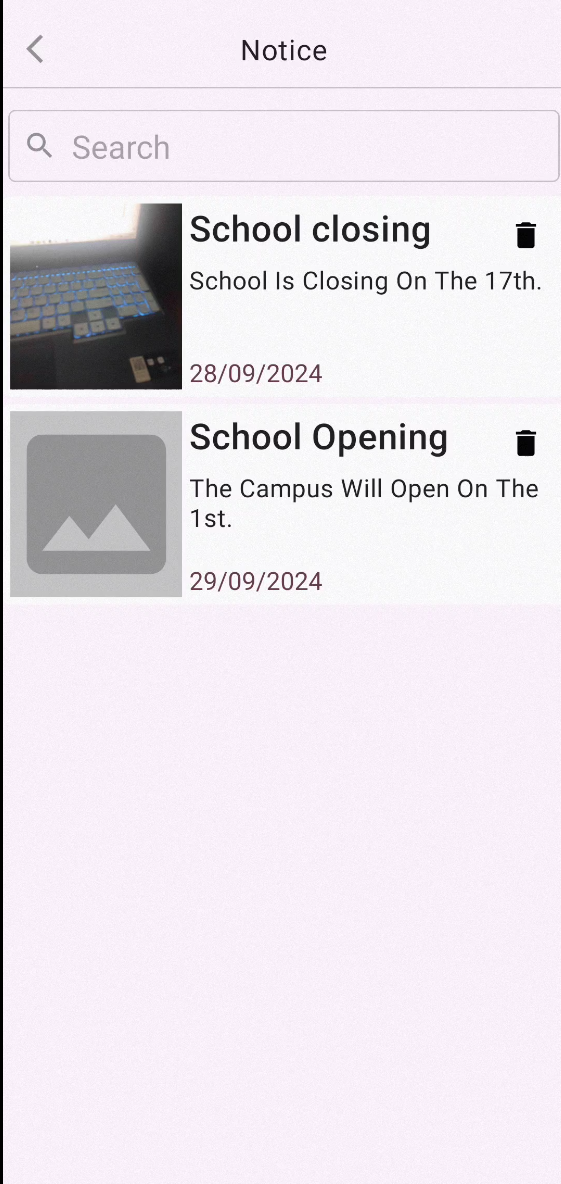 Notice
Search
School closing
School Is Closing On The 17th.
28/09/2024
School Opening
The Campus Will Open On The
1st.
29/09/2024